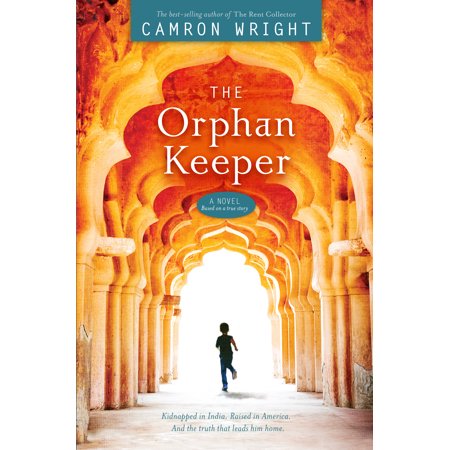 The best-selling author of The Rent Collector
CAMRON WRIGHT
THE
Orphan
Keeper
A NOVEL
Based on a true story
Kidnapped in India. Raised in America.
And the truth that leads him home.